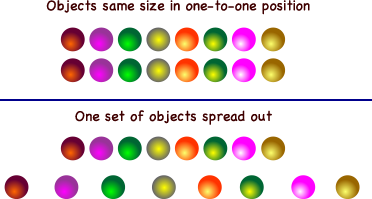 Objects same size in one-to-one position
One set of objects spread out